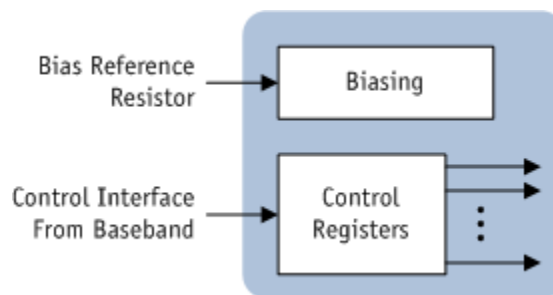 Bias Reference
Resistor
Biasing
Control Interface
From Baseband
Control
Registers